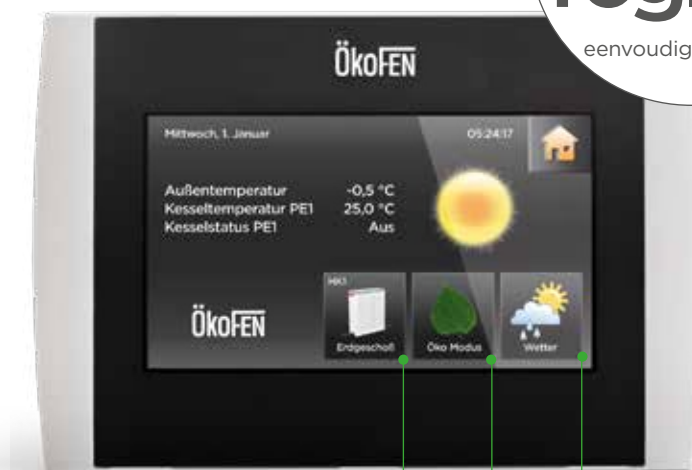 eenvoudig
ÖkoFEN
Mittwoch, 1. Januar 05:24:17
Außentemperatur -0,5 °C
Kesseltemperatur PE1 25,0 °C
Kesselstatus PE1 Aus
HK1
ÖkoFEN
Erdgeschoß Öko Modus Wetter